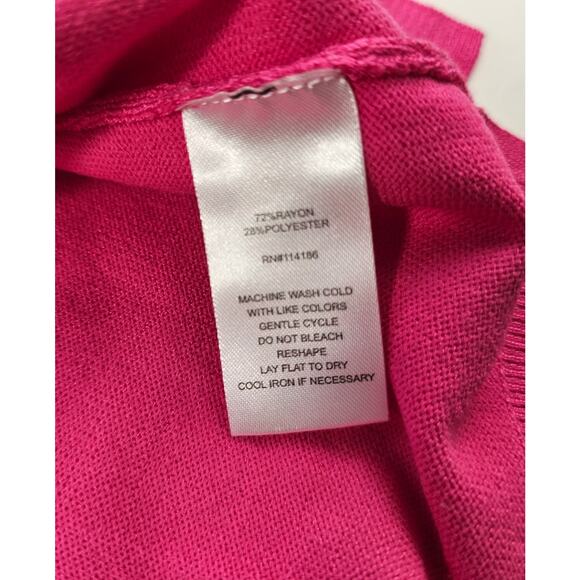 72%RAYON
28%POLYESTER
RN#114186
MACHINE WASH COLD
WITH LIKE COLORS
GENTLE CYCLE
DO NOT BLEACH
RESHAPE
LAY FLAT TO DRY
COOL IRON IF NECESSARY